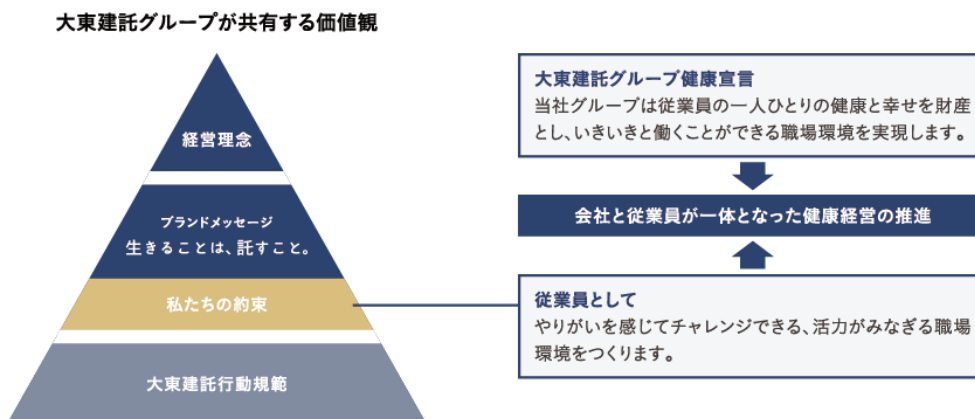 大東建託グループが共有する価値観
経営理念
ブランドメッセージ
生きることは、託すこと。
私たちの約束
大東建託行動規範
大東建託グループ健康宣言
当社グループは従業員の一人ひとりの健康と幸せを財産
とし、いきいきと働くことができる職場環境を実現します。
会社と従業員が一体となった健康経営の推進
従業員として
やりがいを感じてチャレンジできる、活力がみなぎる職場
環境をつくります。